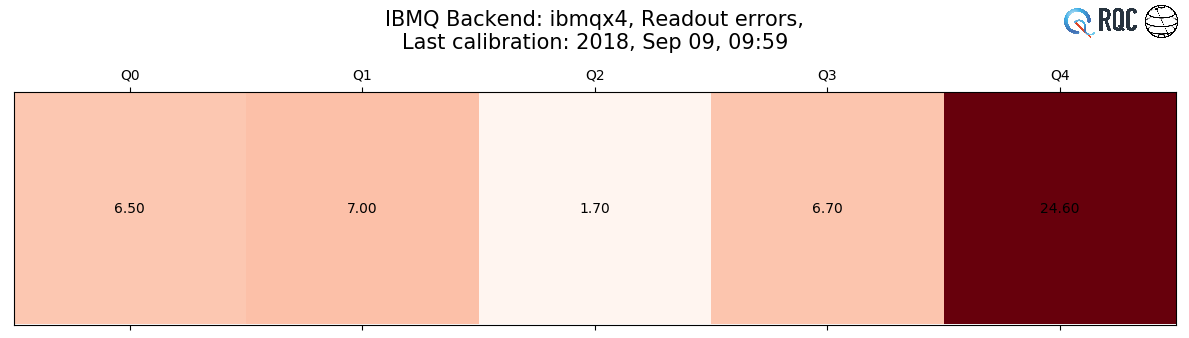 IBMQ Backend: ibmqx4, Readout errors,
Last calibration: 2018, Sep 09, 09:59
RQC
Q0 Q1 Q2 Q3 Q4
6.50 7.00 1.70 6.70 24.60